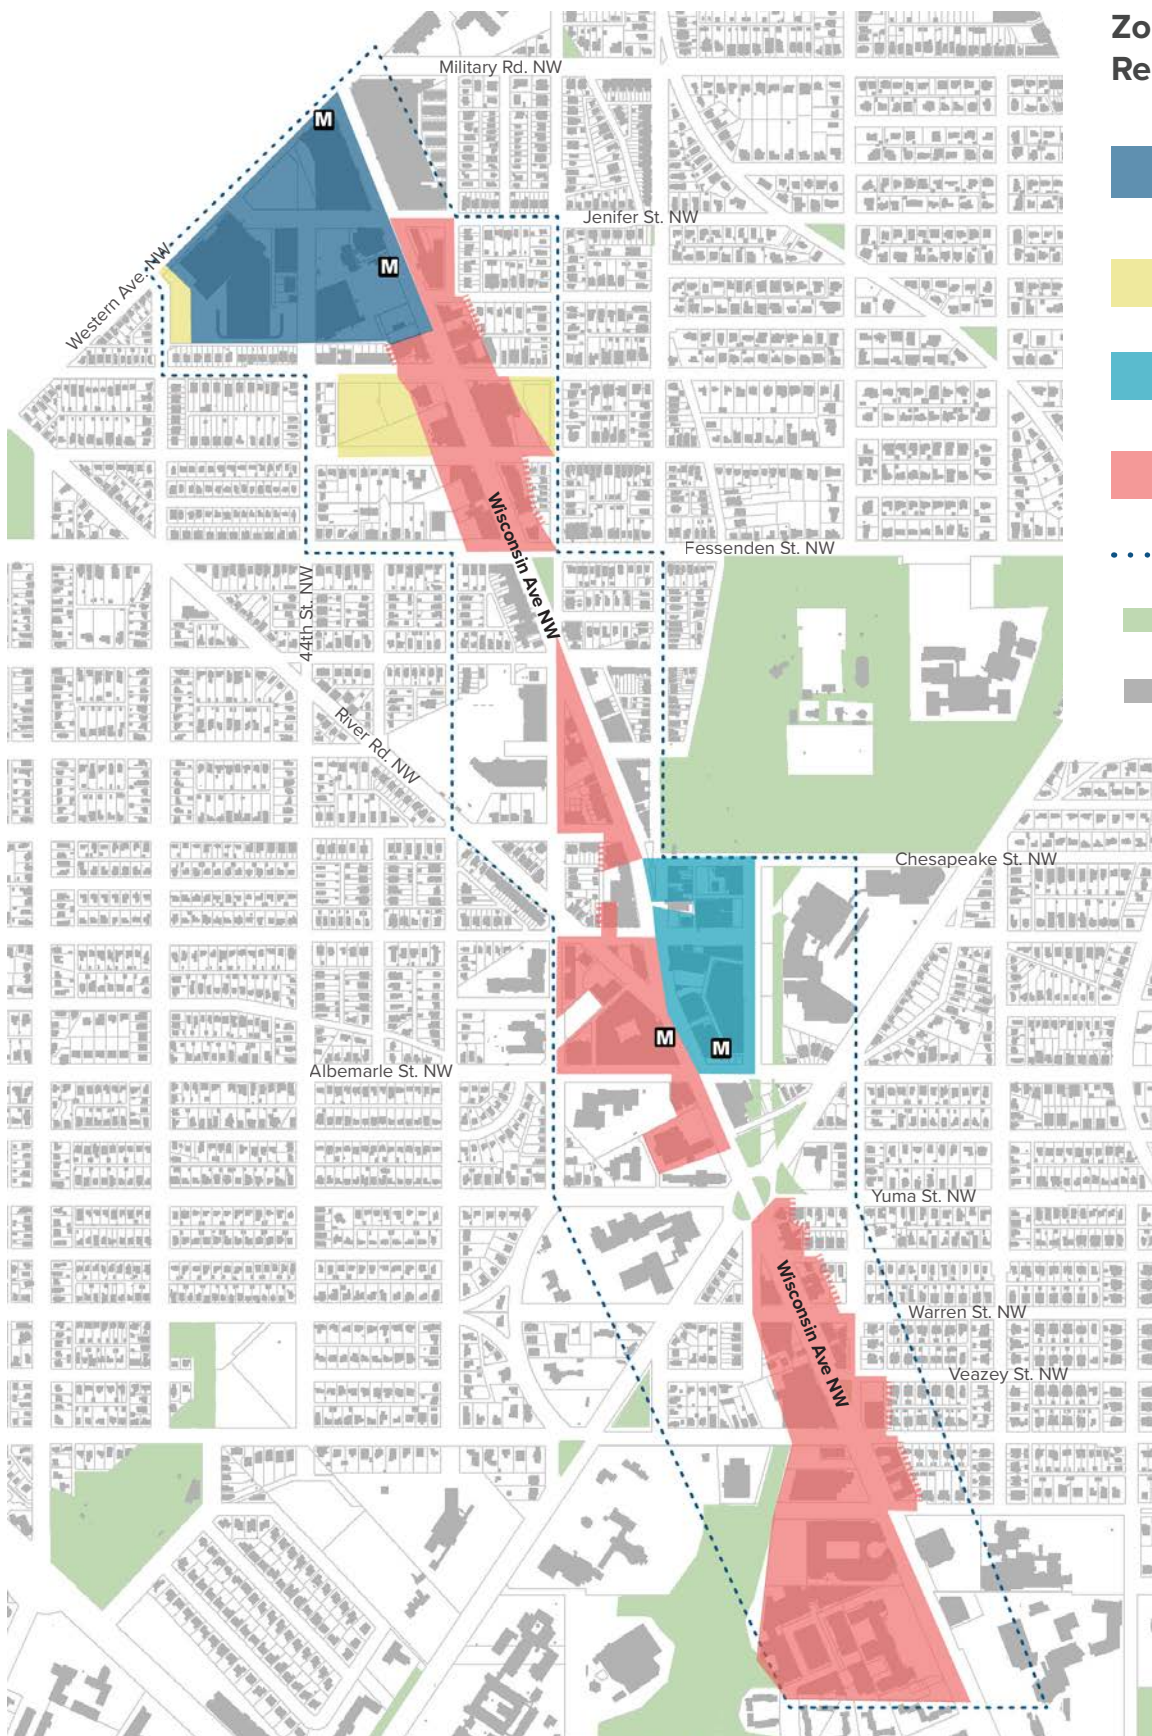 Zo
Re
Military Rd. NW
M
Jenifer St. NW
Western Ave. NW
M
Wisconsin Ave NW
Fessenden St. NW
44th St. NW
River Rd. NW
Chesapeake St. NW
M
M
Albemarle St. NW
Yuma St. NW
Wisconsin Ave NW
Warren St. NW
Veazey St. NW